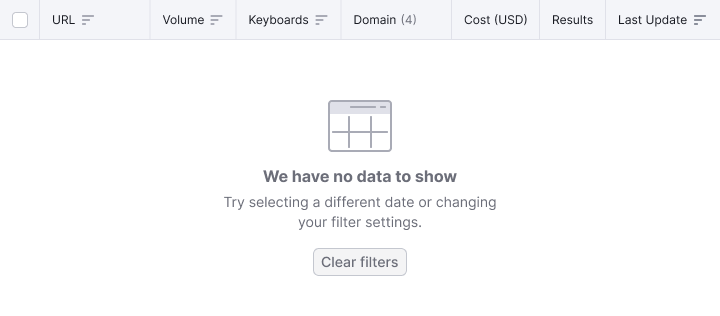 URL Volume Keyboards Domain (4) Cost (USD) Results Last Update
We have no data to show
Try selecting a different date or changing
your filter settings.
Clear filters